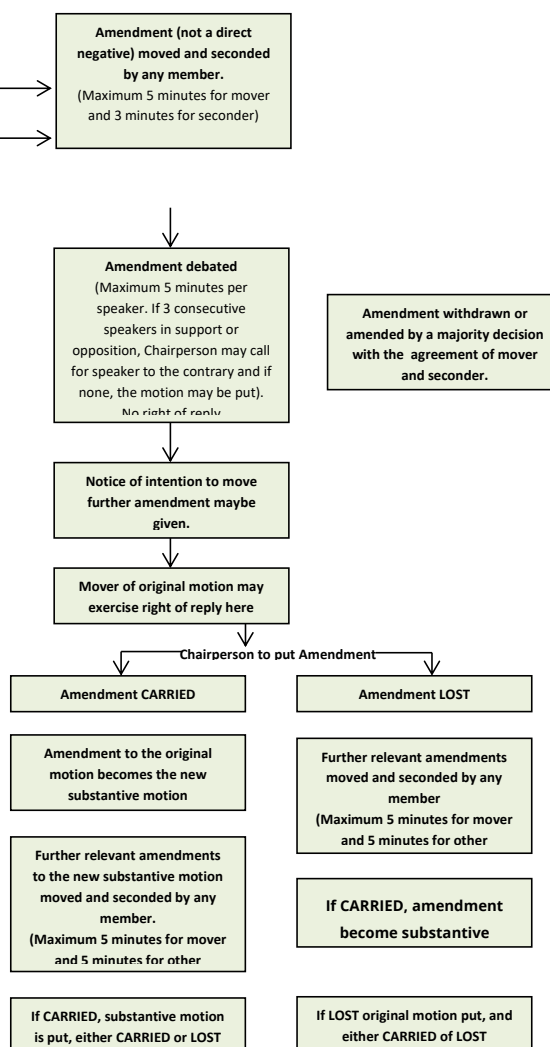 Amendment (not a direct
negative) moved and seconded
by any member.
(Maximum 5 minutes for mover
and 3 minutes for seconder)
Amendment debated
(Maximum 5 minutes per
speaker. If 3 consecutive
speakers in support or
opposition, Chairperson may call
for speaker to the contrary and if
none, the motion may be put).
No right of reply
Amendment withdrawn or
amended by a majority decision
with the agreement of mover
and seconder.
Notice of intention to move
further amendment maybe
given.
Mover of original motion may
exercise right of reply here
Chairperson to put Amendment
Amendment CARRIED
Amendment to the original
motion becomes the new
substantive motion
Further relevant amendments
to the new substantive motion
moved and seconded by any
member.
(Maximum 5 minutes for mover
and 5 minutes for other
If CARRIED, substantive motion
is put, either CARRIED or LOST
Amendment LOST
Further relevant amendments
moved and seconded by any
member
(Maximum 5 minutes for mover
and 5 minutes for other
If CARRIED, amendment
become substantive
If LOST original motion put, and
either CARRIED of LOST